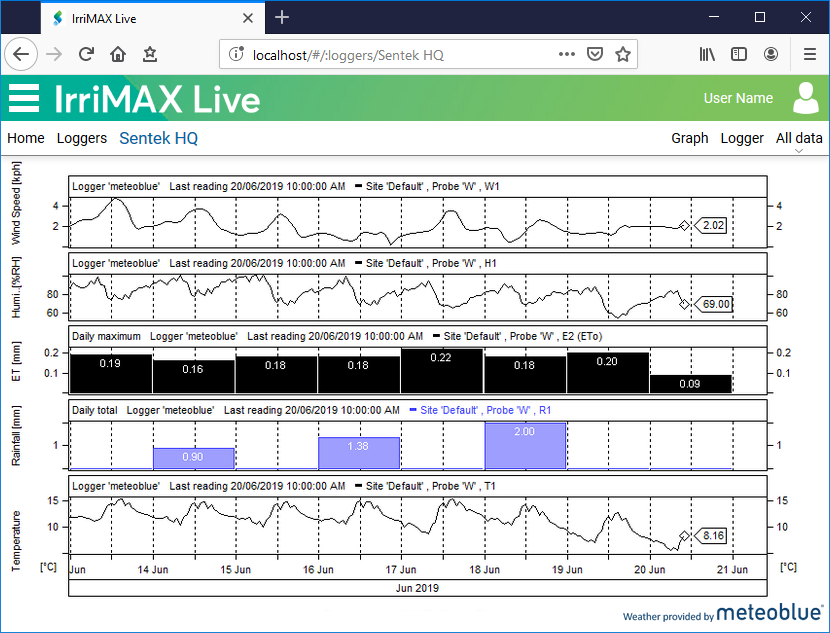 IrriMAX Live
localhost/#/:loggers/Sentek HQ
IrriMAX Live
User Name
Home Loggers Sentek HQ Graph Logger All data
Logger 'meteoblue' Last reading 20/06/2019 10:00:00 AM Site 'Default' , Probe 'W' , W1
Wind Speed [kph]
4 4
2 2
2.02
Logger 'meteoblue' Last reading 20/06/2019 10:00:00 AM Site 'Default' , Probe 'W' , H1
Humi..[%RH]
80 80
60 60
69.00
Daily maximum Logger 'meteoblue' Last reading 20/06/2019 10:00:00 AM Site 'Default' , Probe 'W' , E2 (ETo)
ET [mm]
0.2 0.2
0.1 0.1
0.19 0.16 0.18 0.18 0.22 0.18 0.20 0.09
Daily total Logger 'meteoblue' Last reading 20/06/2019 10:00:00 AM Site 'Default' , Probe 'W' , R1
Rainfall [mm]
1 1
0.90 1.38 2.00
Logger 'meteoblue' Last reading 20/06/2019 10:00:00 AM Site 'Default' , Probe 'W' , T1
Temperature
15 15
10 10
8.16
[°C] Jun 14 Jun 15 Jun 16 Jun 17 Jun 18 Jun 19 Jun 20 Jun 21 Jun [°C]
Jun 2019
Weather provided by meteoblue®